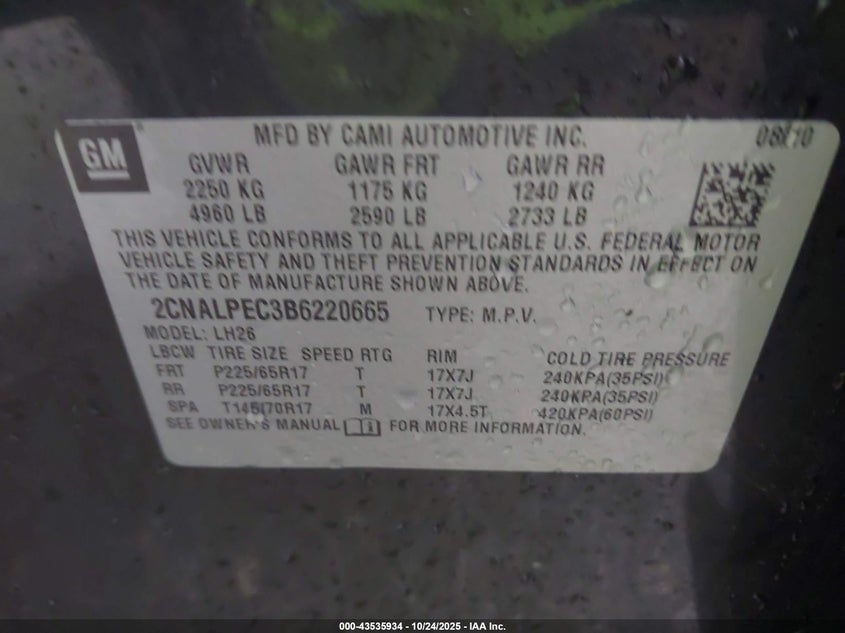 GM
MFD BY CAMI AUTOMOTIVE INC. 08/10
GVWR GAWR FRT GAWR RR
2250 KG 1175 KG 1240 KG
4960 LB 2590 LB 2733 LB
THIS VEHICLE CONFORMS TO ALL APPLICABLE U.S. FEDERAL MOTOR
VEHICLE SAFETY AND THEFT PREVENTION STANDARDS IN EFFECT ON
THE DATE OF MANUFACTURE SHOWN ABOVE.
2CNALPEC3B6220665 TYPE: M.P.V.
MODEL: LH26
LBCW TIRE SIZE SPEED RTG RIM COLD TIRE PRESSURE
FRT P225/65R17 T 17X7J 240KPA(35PSI)
RR P225/65R17 T 17X7J 240KPA(35PSI)
SPA T145/70R17 M 17X4.5T 420KPA(60PSI)
SEE OWNER'S MANUAL FOR MORE INFORMATION.
000-43535934 - 10/24/2025 - IAA Inc.